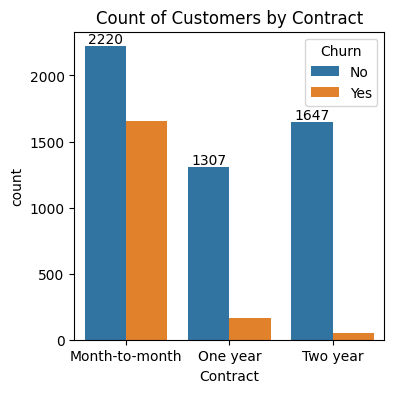 Count of Customers by Contract
Churn
No
Yes
2220
1307
1647
2000
1500
1000
500
0
count
Month-to-month One year Two year
Contract